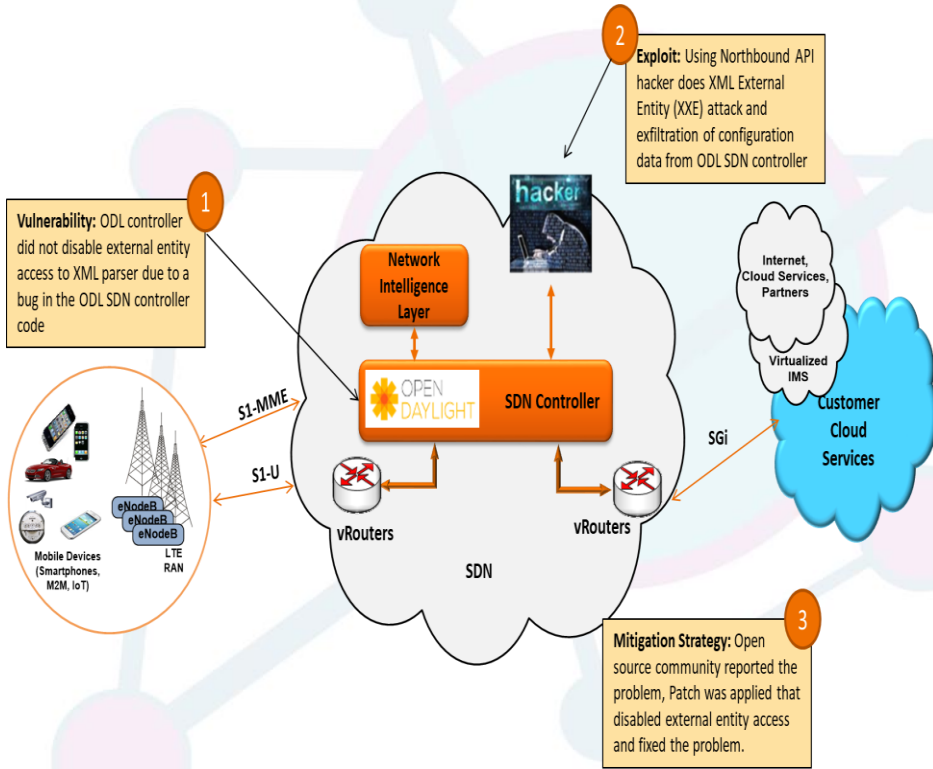 2
Exploit: Using Northbound API
hacker does XML External
Entity (XXE) attack and
exfiltration of configuration
data from ODL SDN controller
1
Vulnerability: ODL controller
did not disable external entity
access to XML parser due to a
bug in the ODL SDN controller
code
hacker
Network
Intelligence
Layer
Internet,
Cloud Services,
Partners
Virtualized
IMS
Customer
Cloud
Services
OPEN
DAYLIGHT
SDN Controller
S1-MME
S1-U
SGi
eNodeB
eNodeB
eNodeB
LTE
RAN
Mobile Devices
(Smartphones,
M2M, IoT)
vRouters
vRouters
SDN
3
Mitigation Strategy: Open
source community reported the
problem, Patch was applied that
disabled external entity access
and fixed the problem.